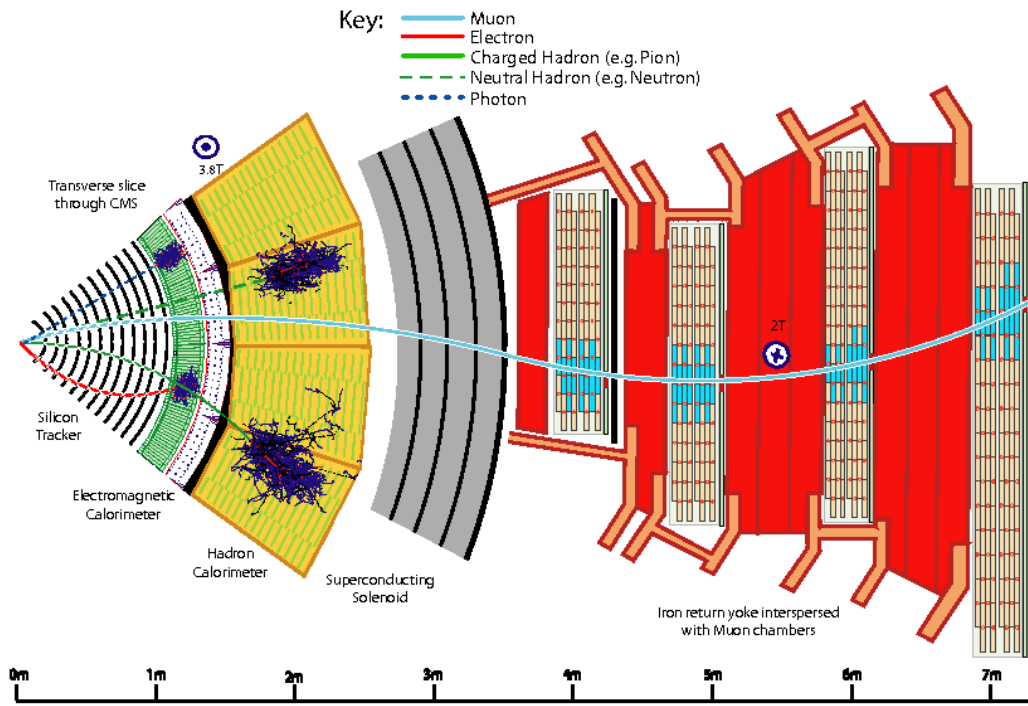 Key:
Muon
Electron
Charged Hadron (e.g. Pion)
Neutral Hadron (e.g. Neutron)
Photon
3.8T
Transverse slice
through CMS
2T
Silicon
Tracker
Electromagnetic
Calorimeter
Hadron
Calorimeter
Superconducting
Solenoid
Iron return yoke interspersed
with Muon chambers
0m 1m 2m 3m 4m 5m 6m 7m